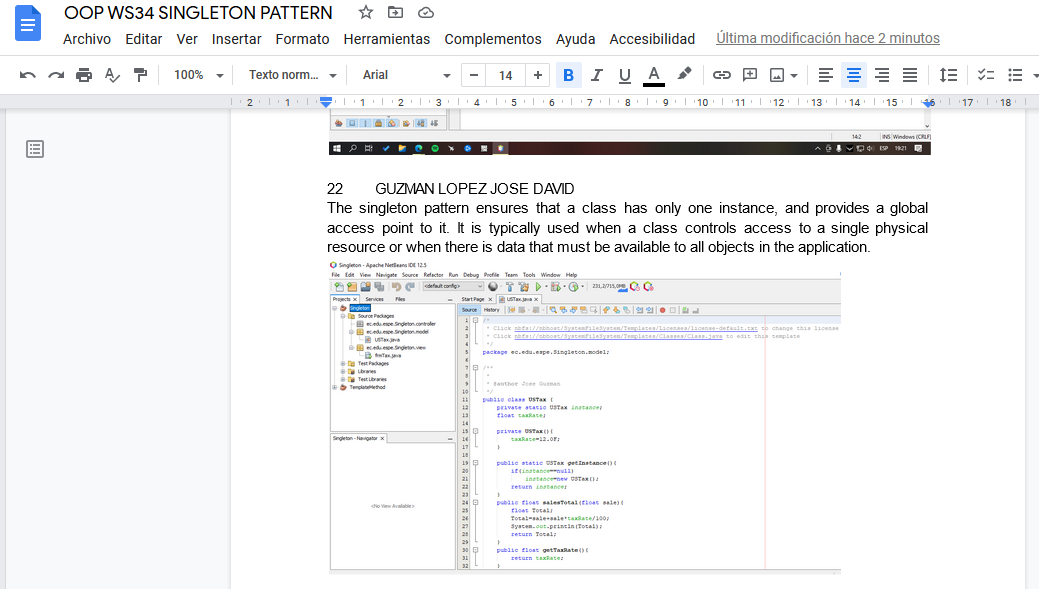 OOP WS34 SINGLETON PATTERN
Archivo Editar Ver Insertar Formato Herramientas Complementos Ayuda Accesibilidad Última modificación hace 2 minutos
100% Texto norm... Arial 14 B I U A
2 1 1 2 3 4 5 6 7 8 9 10 11 12 13 14 15 16 17 18
14:2 INS Windows (CRLF)
ESP 19:21
22 GUZMAN LOPEZ JOSE DAVID
The singleton pattern ensures that a class has only one instance, and provides a global
access point to it. It is typically used when a class controls access to a single physical
resource or when there is data that must be available to all objects in the application.
Singleton - Apache NetBeans IDE 12.5
File Edit View Navigate Source Refactor Run Debug Profile Team Tools Window Help
<default config> 231,2/715,0MB
Projects Services Files
Start Page USTax.java
Source History
Singleton
Source Packages
ec.edu.espe.Singleton.controller
ec.edu.espe.Singleton.model
USTax.java
ec.edu.espe.Singleton.view
frmTax.java
Test Packages
Libraries
Test Libraries
TemplateMethod
Singleton - Navigator
<No View Available>
1 /*
2 * Click nbfs://nbhost/SystemFileSystem/Templates/Licenses/license-default.txt to change this license
3 * Click nbfs://nbhost/SystemFileSystem/Templates/Classes/Class.java to edit this template
4 */
5 package ec.edu.espe.Singleton.model;
6
7 /**
8 *
9 * @author Jose Guzman
10 */
11 public class USTax {
12 private static USTax instance;
13 float taxRate;
14
15 private USTax(){
16 taxRate=12.0F;
17 }
18
19 public static USTax getInstance(){
20 if(instance==null)
21 instance=new USTax();
22 return instance;
23 }
24 public float salesTotal(float sale){
25 float Total;
26 Total=sale+sale*taxRate/100;
27 System.out.println(Total);
28 return Total;
29 }
30 public float getTaxRate(){
31 return taxRate;
32 }